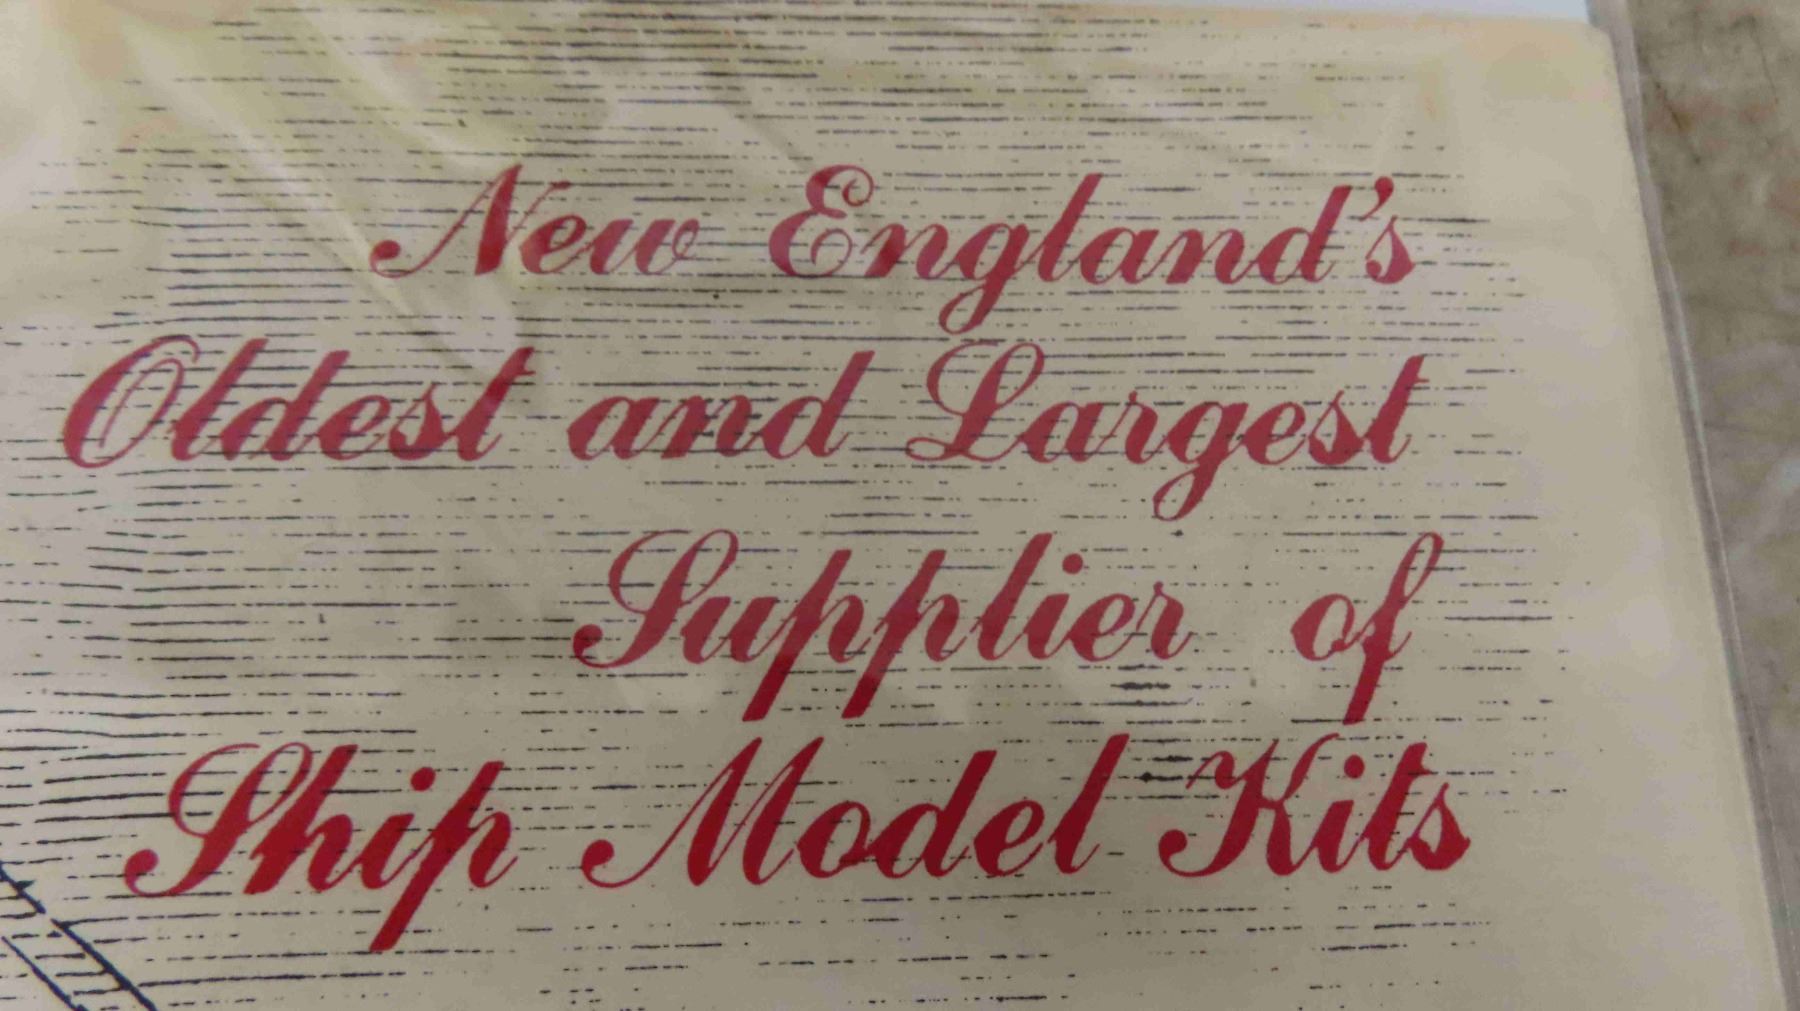 New England's
Oldest and Largest
Supplier of
Ship Model Kits